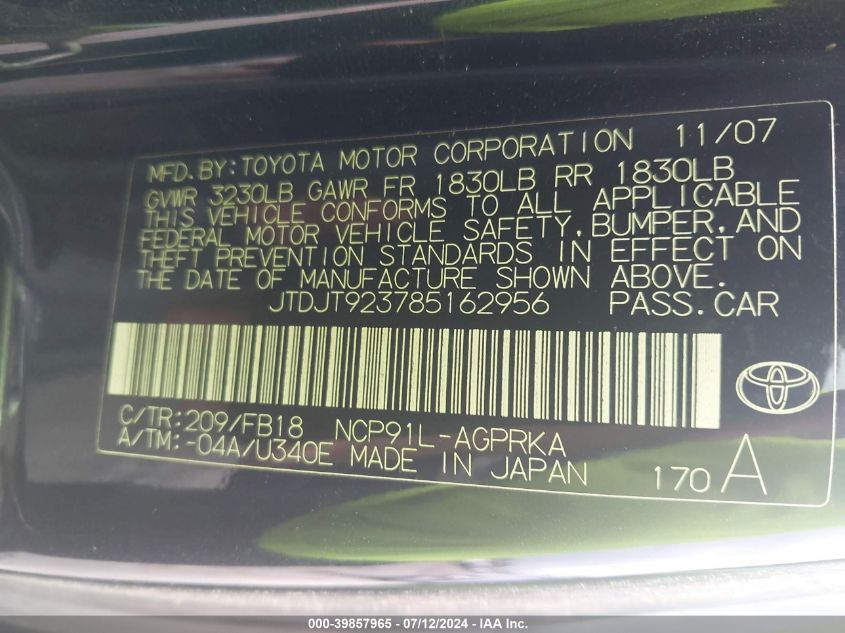 MFD.BY:TOYOTA MOTOR CORPORATION 11/07
GVWR 3230LB GAWR FR 1830LB RR 1830LB
THIS VEHICLE CONFORMS TO ALL APPLICABLE
FEDERAL MOTOR VEHICLE SAFETY,BUMPER,AND
THEFT PREVENTION STANDARDS IN EFFECT ON
THE DATE OF MANUFACTURE SHOWN ABOVE.
JTDJT923785162956 PASS.CAR
C/TR:209/FB18 NCP91L-AGPRKA
A/TM:-04A/U340E MADE IN JAPAN
170 A
000-39857965 - 07/12/2024 - IAA Inc.